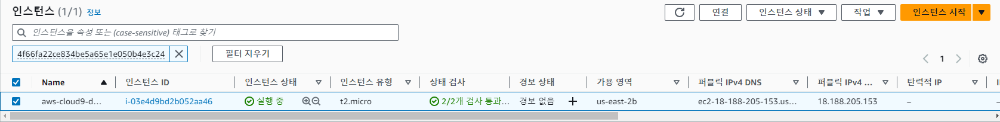 인스턴스 (1/1) 정보
연결 인스턴스 상태 작업 인스턴스 시작
인스턴스을 속성 또는 (case-sensitive) 태그로 찾기
4f66fa22ce834be5a65e1e050b4e3c24 필터 지우기
1
Name 인스턴스 ID 인스턴스 상태 인스턴스 유형 상태 검사 경보 상태 가용 영역 퍼블릭 IPv4 DNS 퍼블릭 IPv4 ... 탄력적 IP
aws-cloud9-d... i-03e4d9bd2b052aa46 실행 중 t2.micro 2/2개 검사 통과... 경보 없음 us-east-2b ec2-18-188-205-153.us... 18.188.205.153 –